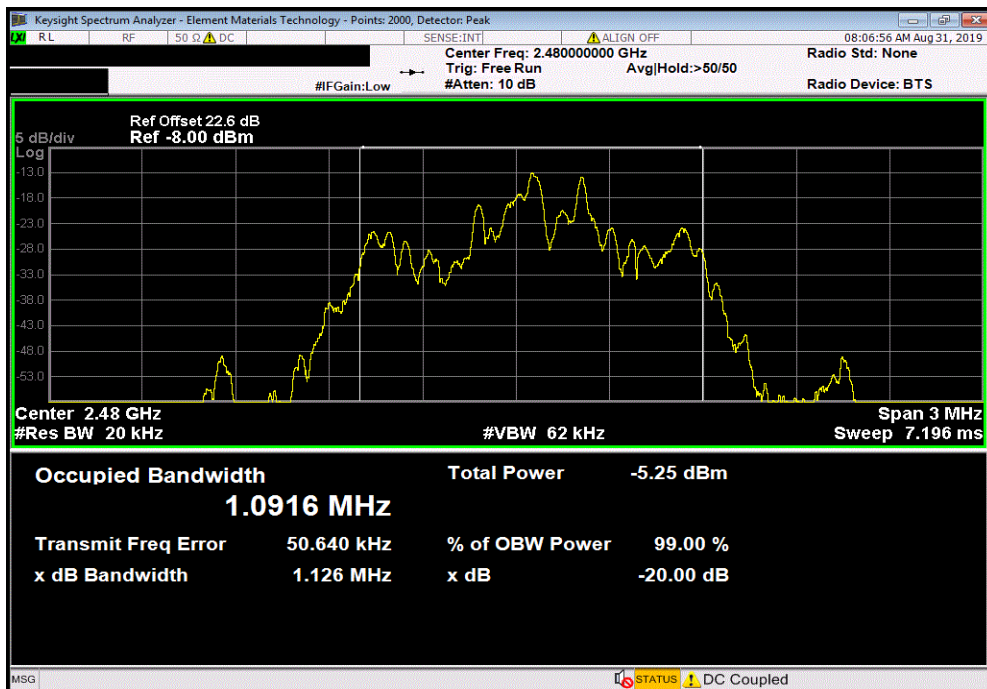 Keysight Spectrum Analyzer - Element Materials Technology - Points: 2000, Detector: Peak
LXI RL RF 50 Ω DC SENSE:INT ALIGN OFF 08:06:56 AM Aug 31, 2019
Center Freq: 2.480000000 GHz Radio Std: None
Trig: Free Run Avg|Hold:>50/50
#IFGain:Low #Atten: 10 dB Radio Device: BTS
Ref Offset 22.6 dB
5 dB/div Ref -8.00 dBm
Log
-13.0
-18.0
-23.0
-28.0
-33.0
-38.0
-43.0
-48.0
-53.0
Center 2.48 GHz Span 3 MHz
#Res BW 20 kHz #VBW 62 kHz Sweep 7.196 ms
Occupied Bandwidth Total Power -5.25 dBm
1.0916 MHz
Transmit Freq Error 50.640 kHz % of OBW Power 99.00 %
x dB Bandwidth 1.126 MHz x dB -20.00 dB
MSG STATUS DC Coupled